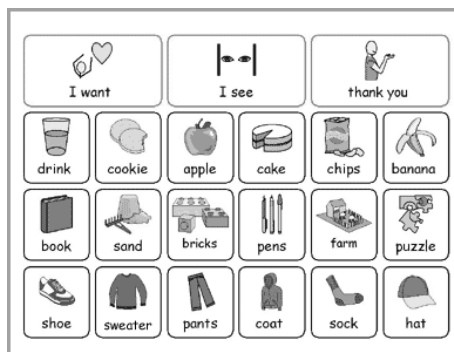 I want I see thank you
drink cookie apple cake chips banana
book sand bricks pens farm puzzle
shoe sweater pants coat sock hat